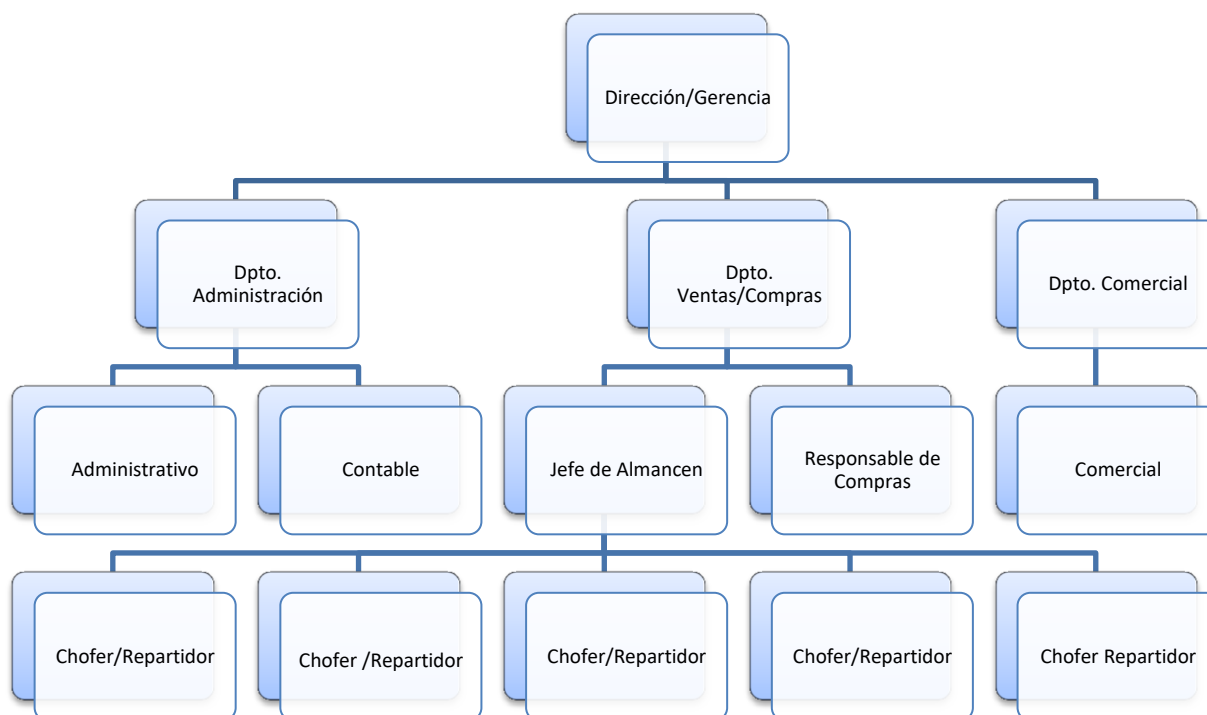 Dirección/Gerencia
Dpto.
Administración
Dpto.
Ventas/Compras
Dpto. Comercial
Administrativo
Contable
Jefe de Almancen
Responsable de
Compras
Comercial
Chofer/Repartidor
Chofer /Repartidor
Chofer/Repartidor
Chofer/Repartidor
Chofer Repartidor